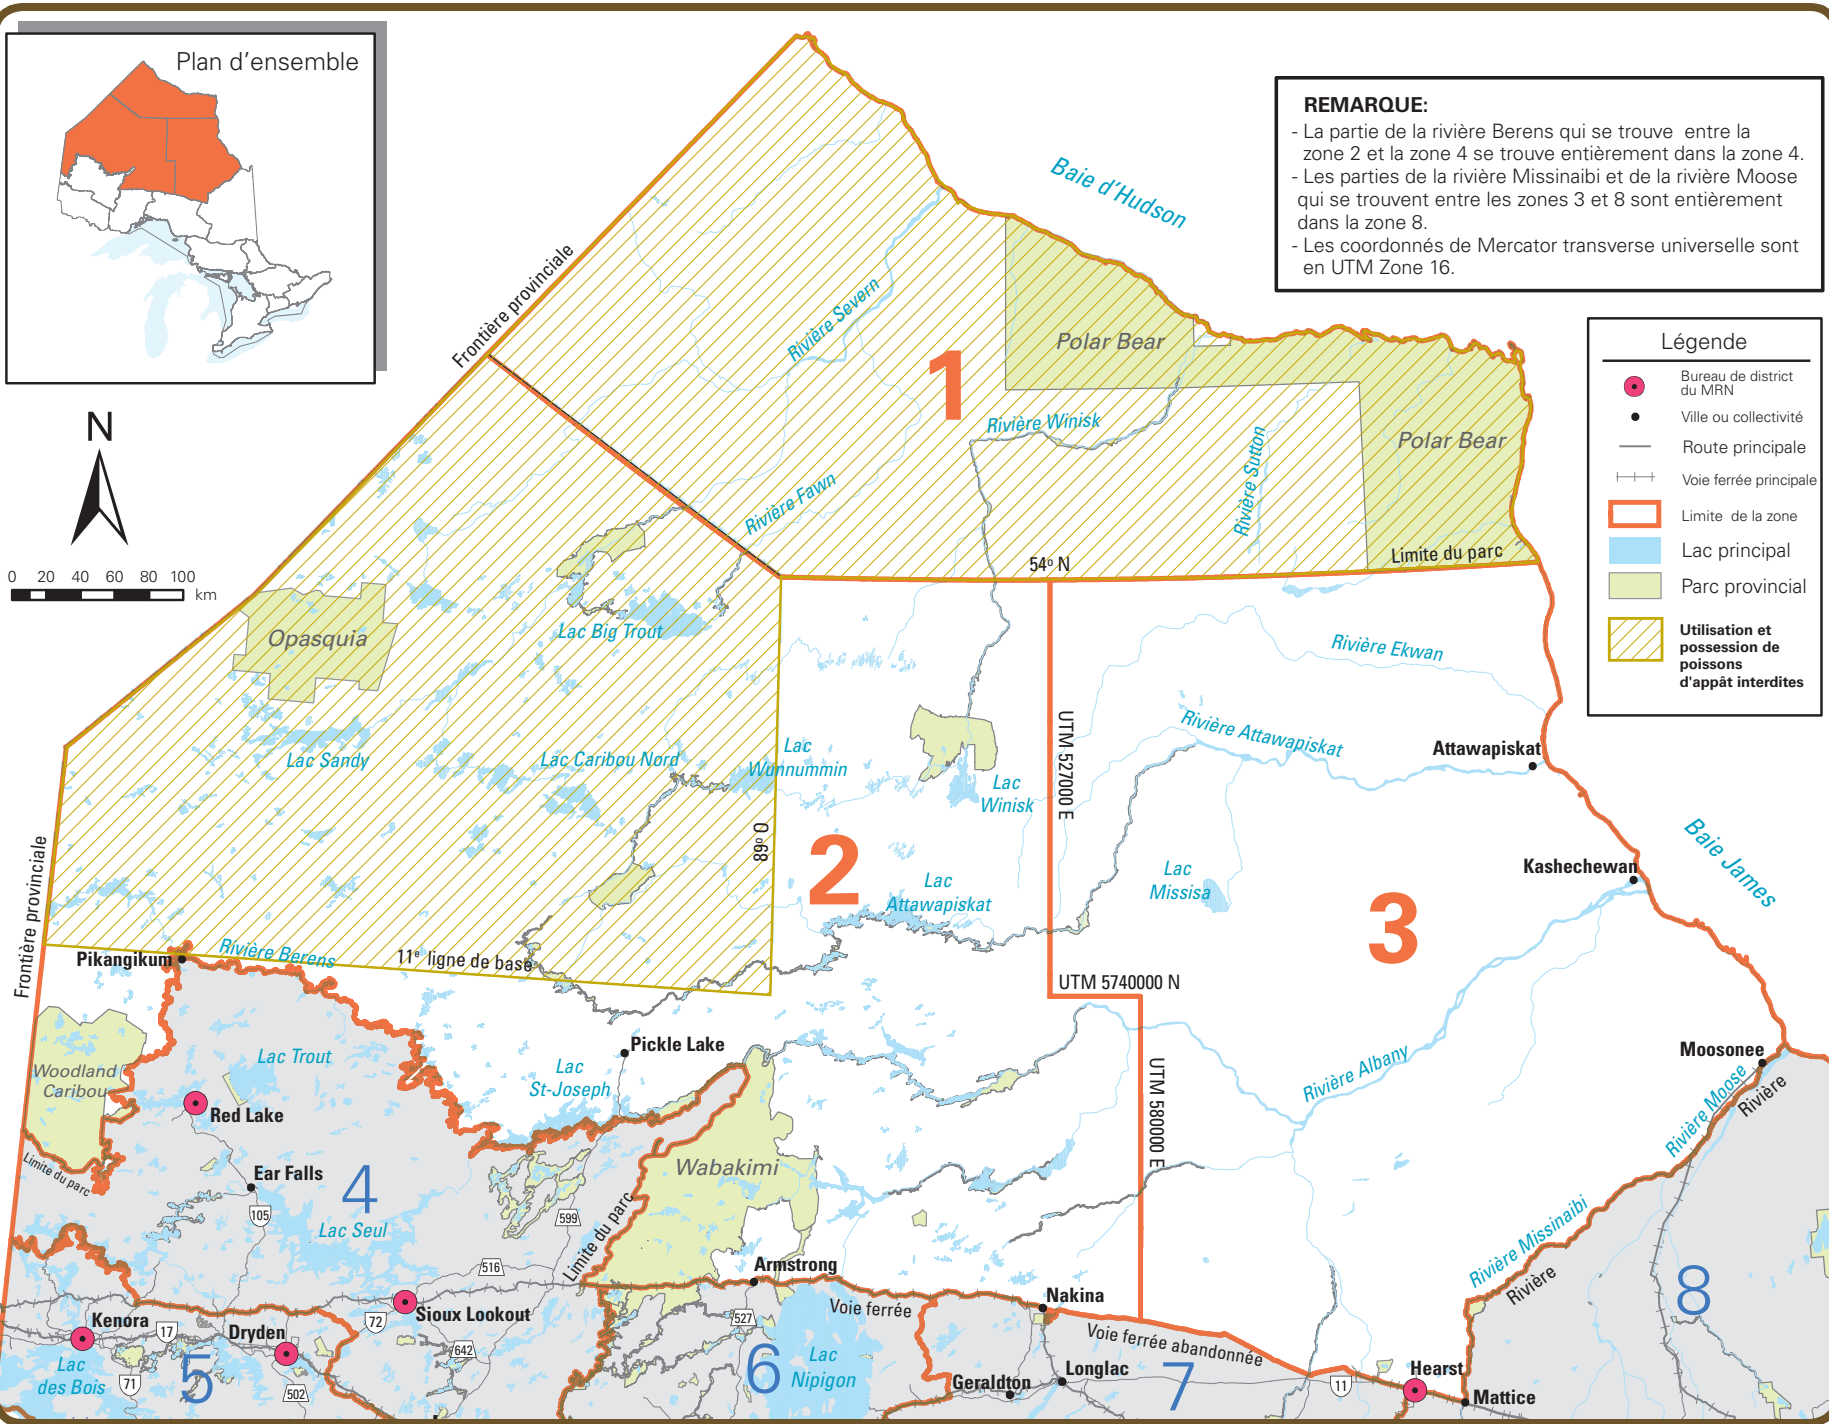 Plan d'ensemble
REMARQUE:
- La partie de la rivière Berens qui se trouve entre la
zone 2 et la zone 4 se trouve entièrement dans la zone 4.
- Les parties de la rivière Missinaibi et de la rivière Moose
qui se trouvent entre les zones 3 et 8 sont entièrement
dans la zone 8.
- Les coordonnés de Mercator transverse universelle sont
en UTM Zone 16.
Légende
Bureau de district
du MRN
Ville ou collectivité
Route principale
Voie ferrée principale
Limite de la zone
Lac principal
Parc provincial
Utilisation et
possession de
poissons
d'appât interdites
N
0 20 40 60 80 100
km
Baie d'Hudson
Frontière provinciale
Rivière Severn
Polar Bear
1
Rivière Winisk
Polar Bear
Rivière Sutton
Rivière Fawn
54º N
Limite du parc
Opasquia
Lac Big Trout
Rivière Ekwan
Lac Sandy
Lac Caribou Nord
Lac
Wunnummin
Lac
Winisk
UTM 527000 E
Rivière Attawapiskat
Attawapiskat
89º O
2
Lac
Attawapiskat
Lac
Missisa
3
Kashechewan
Baie James
Frontière provinciale
Pikangikum
Rivière Berens
11e ligne de base
UTM 5740000 N
Woodland
Caribou
Lac Trout
Pickle Lake
Lac
St-Joseph
UTM 580000 E
Rivière Albany
Moosonee
Rivière Moose
Rivière
Red Lake
Limite du parc
Ear Falls
4
Lac Seul
105
599
516
Limite du parc
Wabakimi
Rivière Missinaibi
Rivière
8
Armstrong
Voie ferrée
Nakina
Voie ferrée abandonnée
Kenora
17
Dryden
72
Sioux Lookout
642
527
Lac
des Bois
71
5
502
6
Lac
Nipigon
Geraldton
Longlac
7
11
Hearst
Mattice